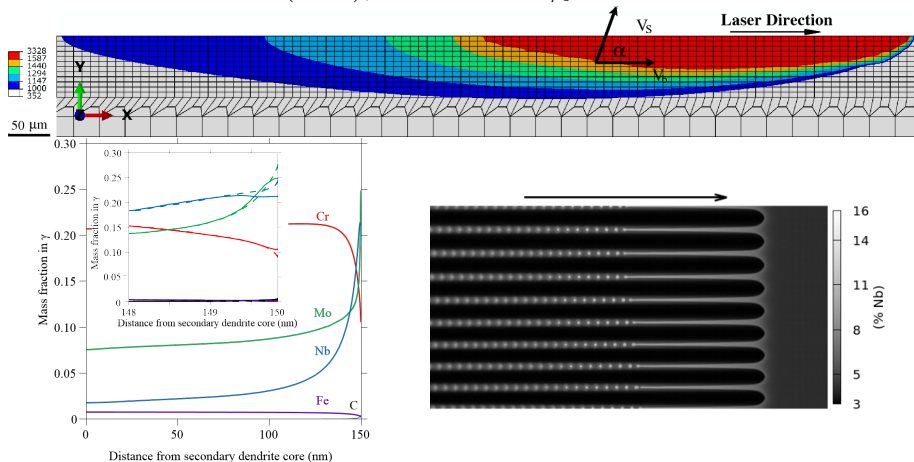 V_S
Laser Direction
α
3328
1587
1440
1294
1147
1000
352
Y
X
50 μm
0.30
0.25
0.20
0.15
0.10
0.05
0
Mass fraction in γ
0.30
0.25
0.20
0.15
0.10
0.05
0
Mass fraction in γ
148
149
150
Distance from secondary dendrite core (nm)
Cr
Mo
Nb
Fe
C
0
50
100
150
Distance from secondary dendrite core (nm)
16
14
11
8
5
3
(% Nb)